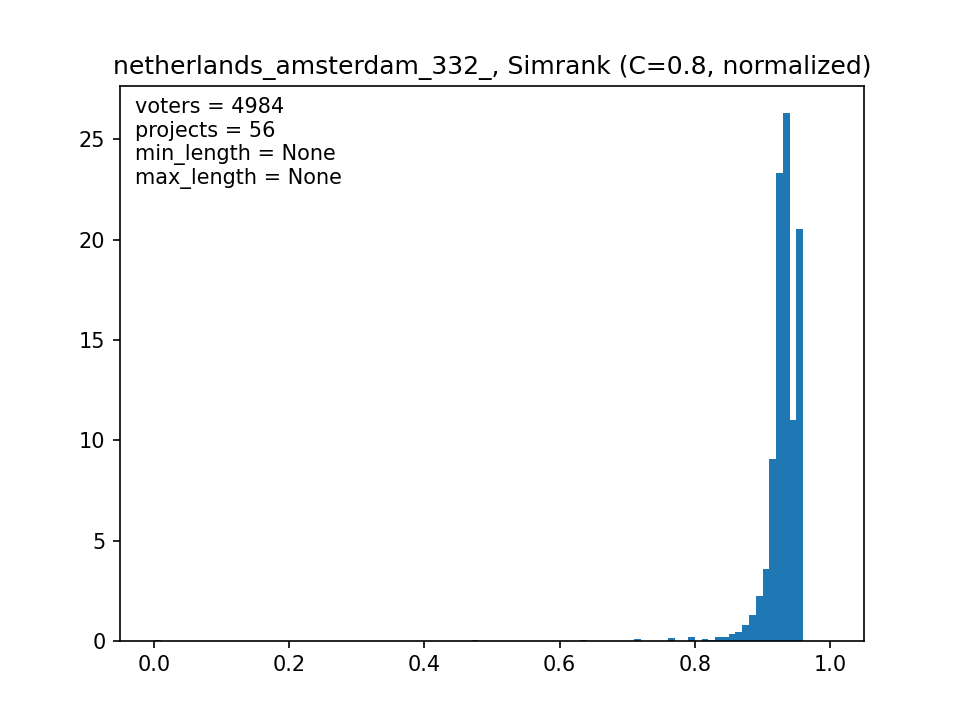 netherlands_amsterdam_332_, Simrank (C=0.8, normalized)
voters = 4984
projects = 56
min_length = None
max_length = None
25
20
15
10
5
0
0.0 0.2 0.4 0.6 0.8 1.0